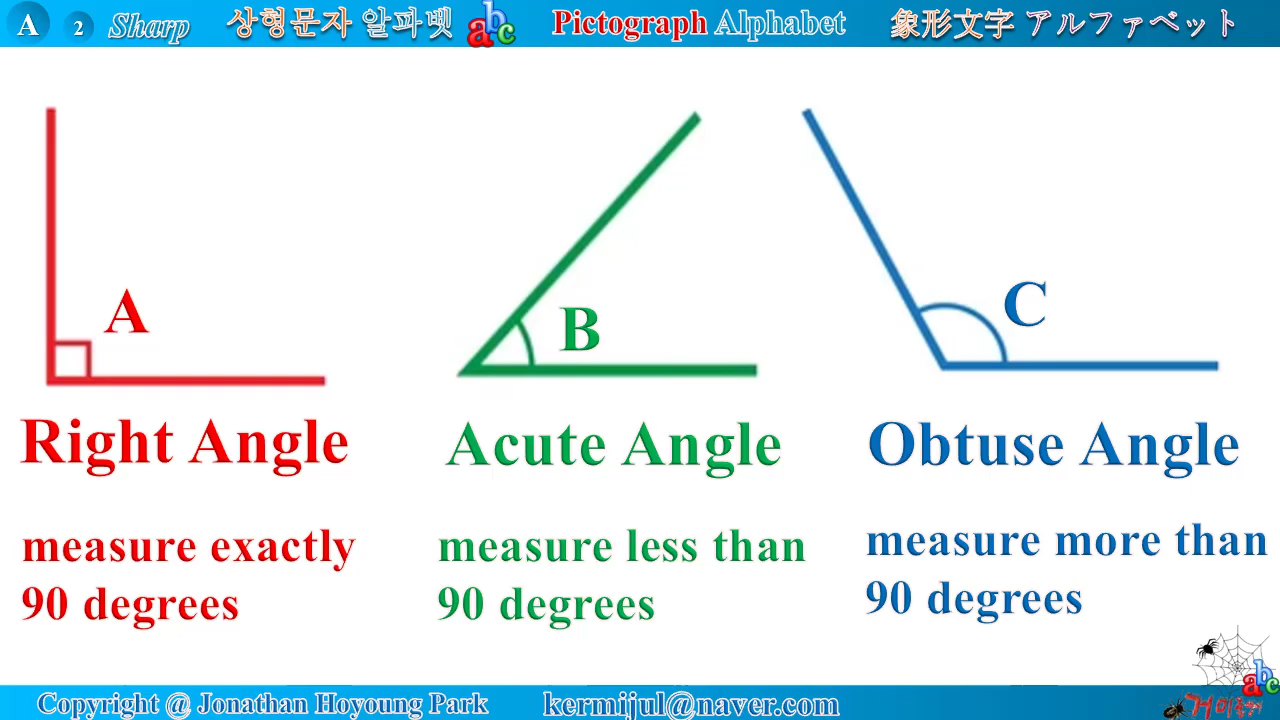 A 2 Sharp 상형문자 알파벳 abc Pictograph Alphabet 象形文字 アルファベット
A
B
C
Right Angle
Acute Angle
Obtuse Angle
measure exactly
90 degrees
measure less than
90 degrees
measure more than
90 degrees
abc
Copyright @ Jonathan Hoyoung Park kermijul@naver.com